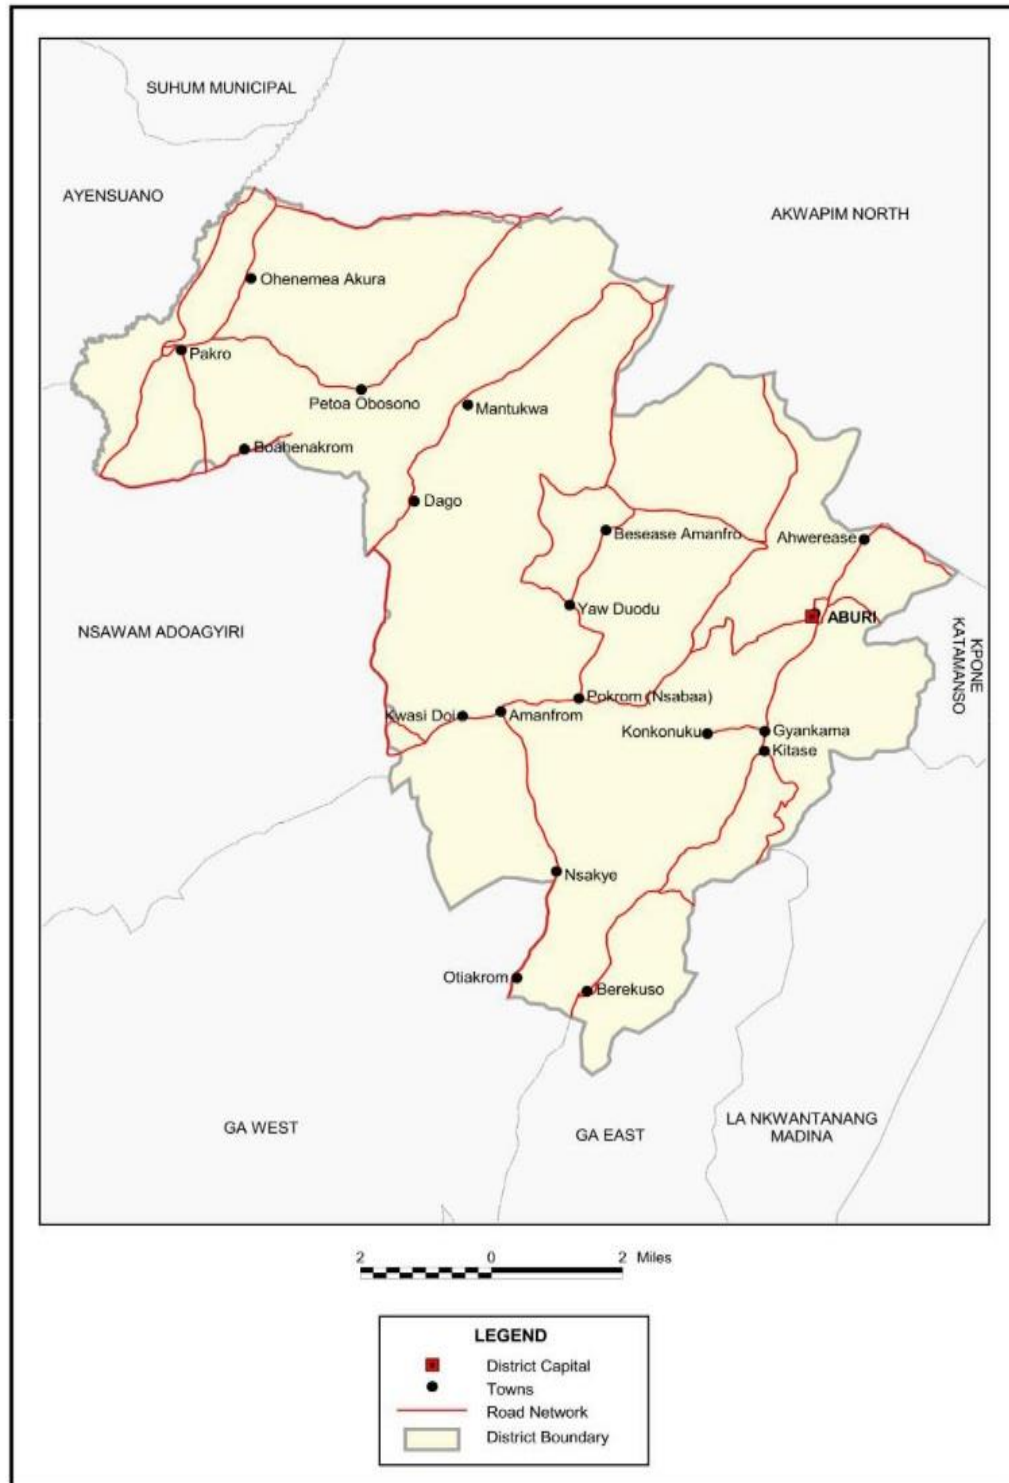 SUHUM MUNICIPAL
AYENSUANO
AKWAPIM NORTH
Ohenemea Akura
Pakro
Petoa Obosono
Mantukwa
Boahenakrom
Dago
Besease Amanfro
Ahwerease
Yaw Duodu
ABURI
NSAWAM ADOAGYIRI
KPONE
KATAMANSO
Pokrom (Nsabaa)
Kwasi Doi
Amanfrom
Konkonuku
Gyankama
Kitase
Nsakye
Otiakrom
Berekuso
GA WEST
GA EAST
LA NKWANTANANG
MADINA
2 0 2 Miles
LEGEND
District Capital
Towns
Road Network
District Boundary